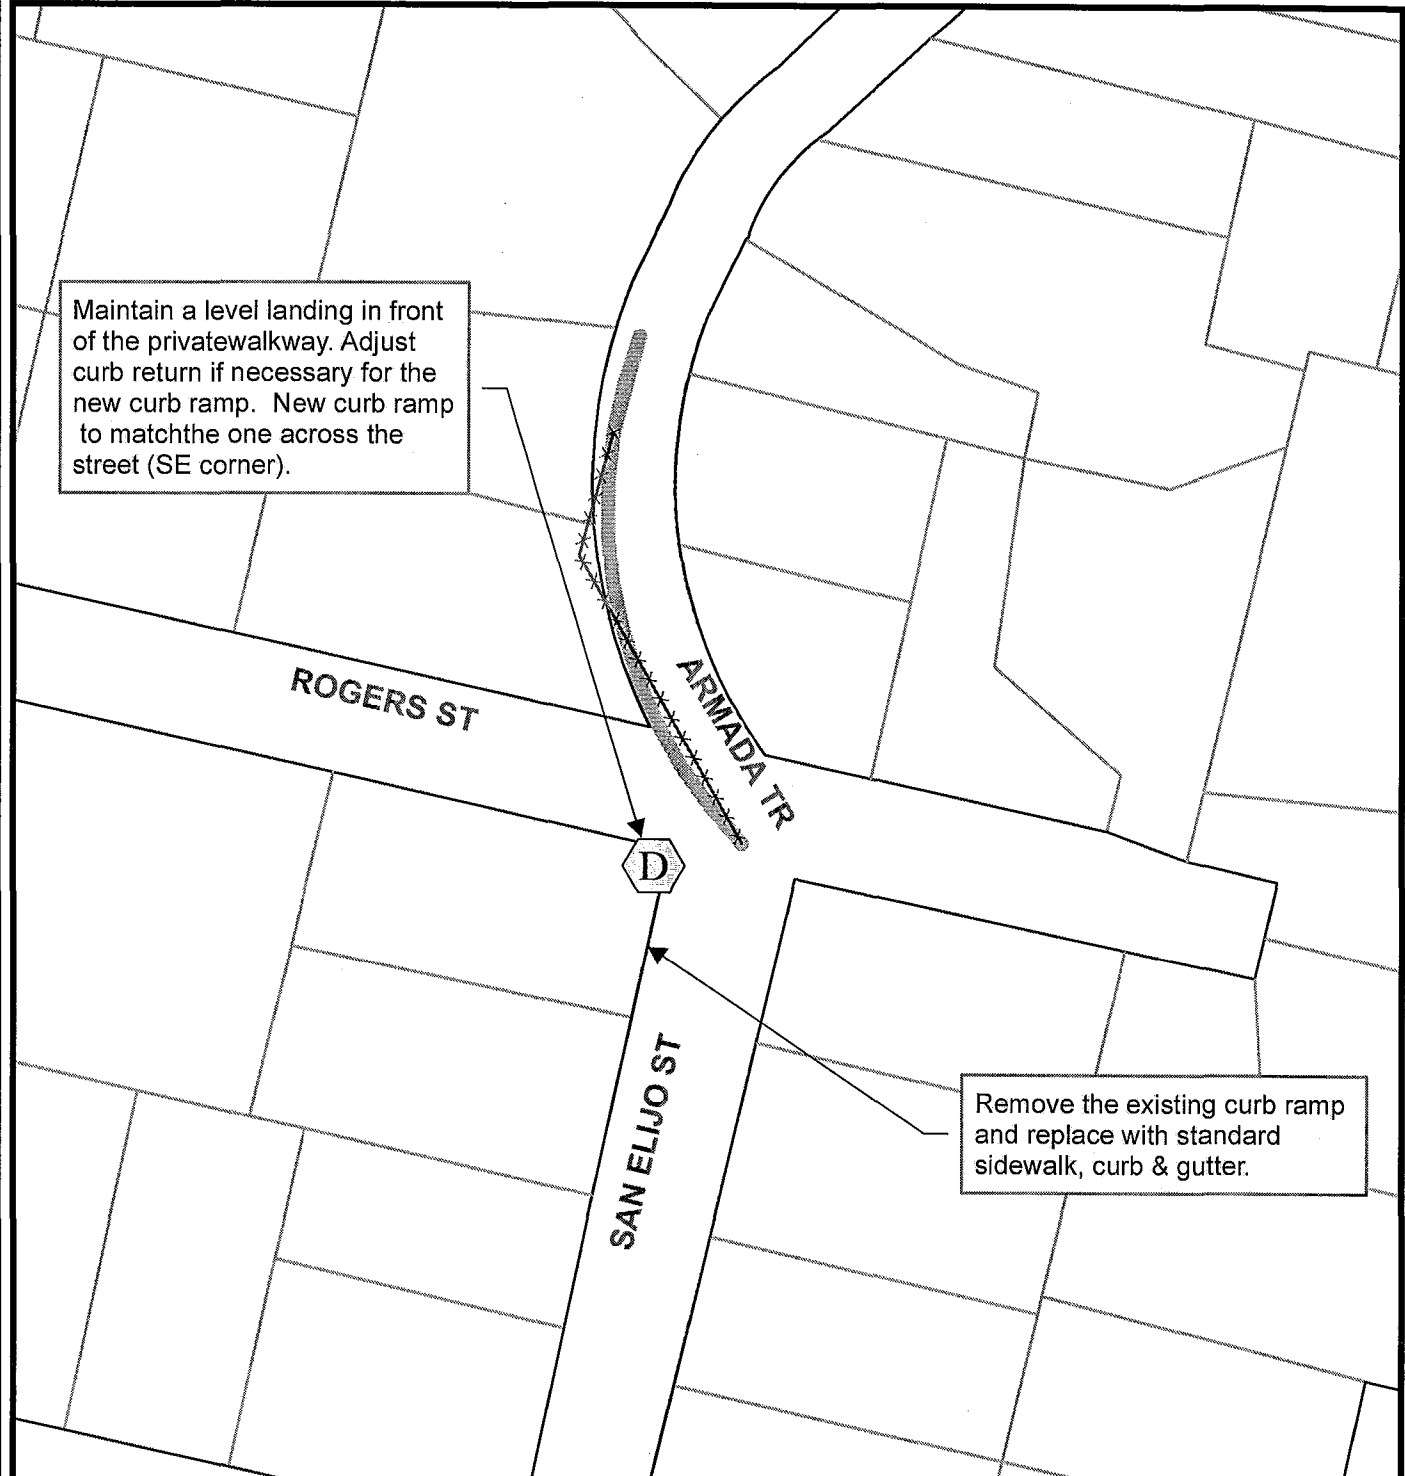 Maintain a level landing in front
of the privatewalkway. Adjust
curb return if necessary for the
new curb ramp.  New curb ramp
to matchthe one across the
street (SE corner).
ROGERS ST
ARMADA TR
D
SAN ELIJO ST
Remove the existing curb ramp
and replace with standard
sidewalk, curb & gutter.